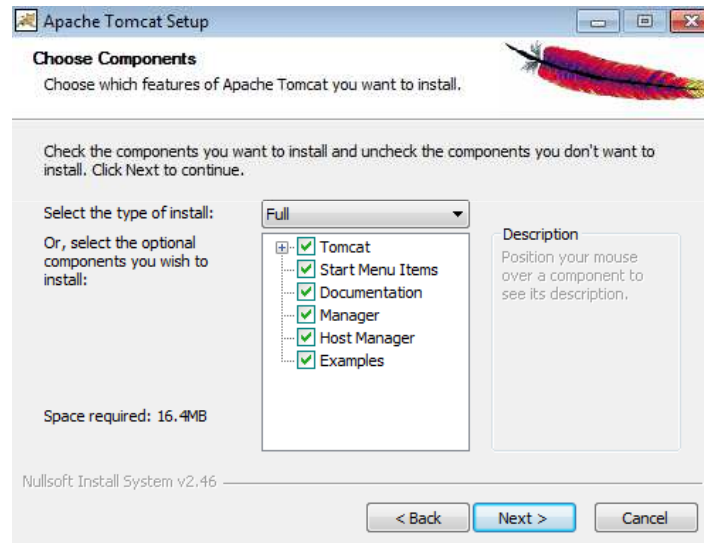 Apache Tomcat Setup
Choose Components
Choose which features of Apache Tomcat you want to install.
Check the components you want to install and uncheck the components you don't want to
install. Click Next to continue.
Select the type of install:
Full
Or, select the optional
components you wish to
install:
Tomcat
Start Menu Items
Documentation
Manager
Host Manager
Examples
Description
Position your mouse
over a component to
see its description.
Space required: 16.4MB
Nullsoft Install System v2.46
< Back
Next >
Cancel